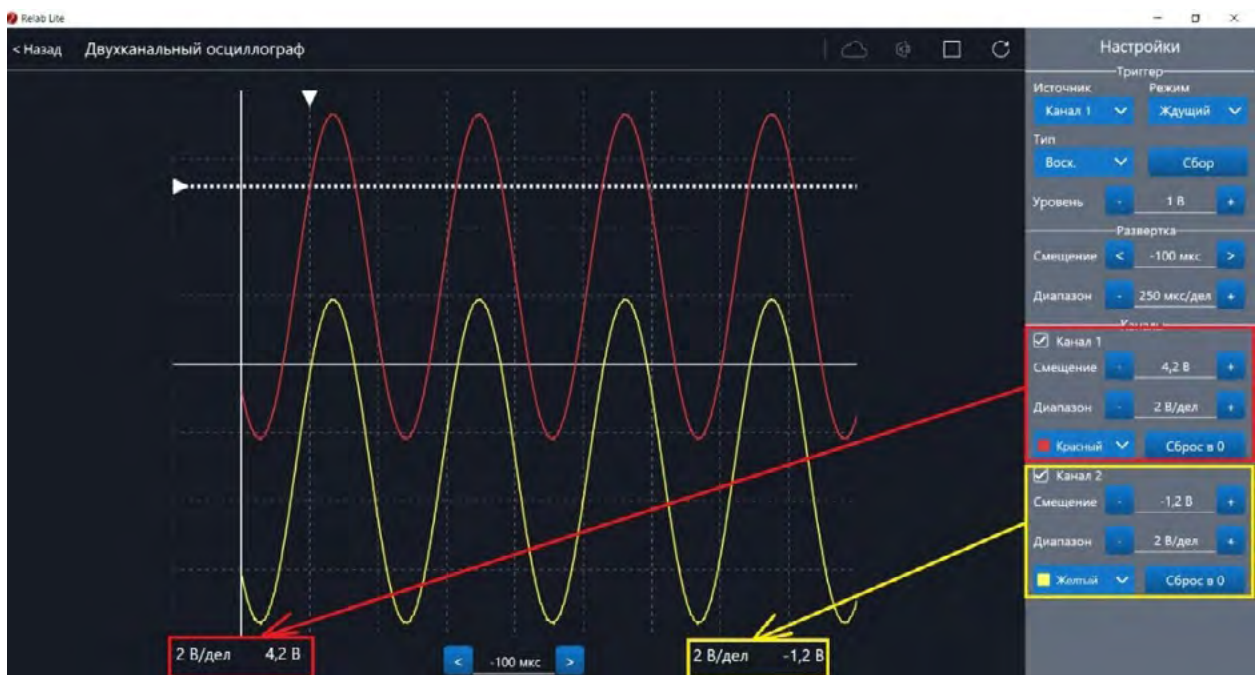 Relab Lite
< Назад Двухканальный осциллограф
Настройки
Триггер
Источник Режим
Канал 1 Ждущий
Тип
Восх. Сбор
Уровень - 1 В +
Развертка
Смещение < -100 мкс >
Диапазон - 250 мкс/дел +
Каналы
Канал 1
Смещение - 4,2 В +
Диапазон - 2 В/дел +
Красный Сброс в 0
Канал 2
Смещение - -1,2 В +
Диапазон - 2 В/дел +
Желтый Сброс в 0
2 В/дел 4,2 В < -100 мкс > 2 В/дел -1,2 В